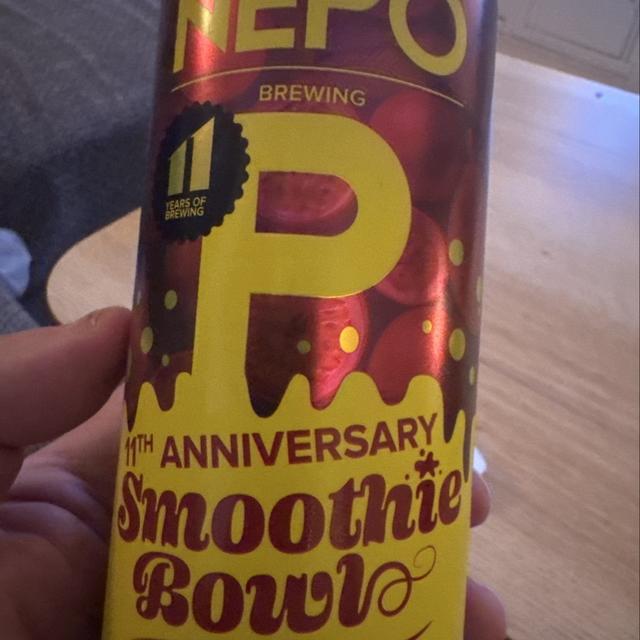 NEPO
BREWING
P
11
YEARS OF
BREWING
11TH ANNIVERSARY
Smoothie
Bowl